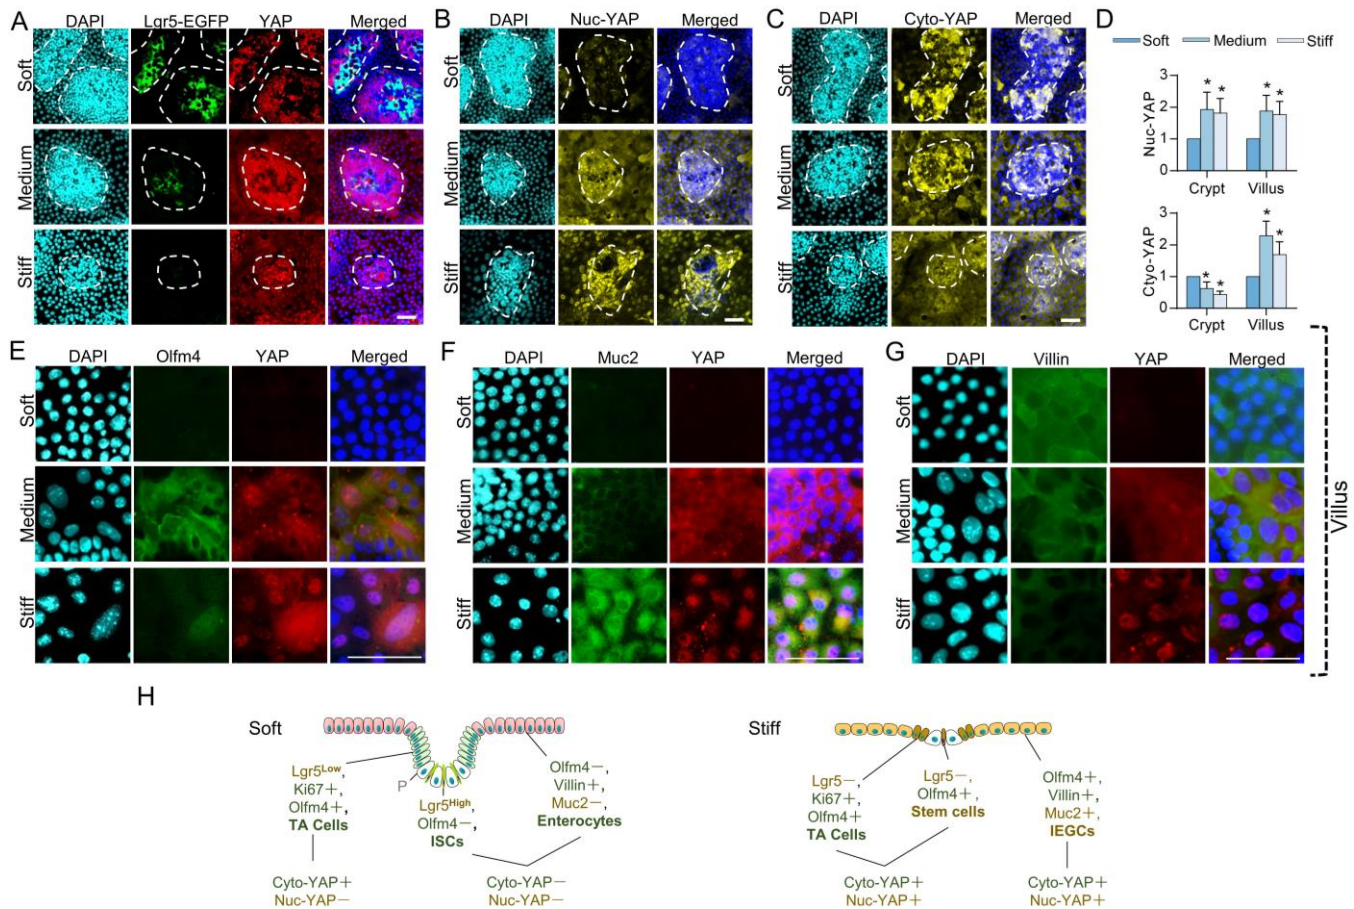 A
DAPI Lgr5-EGFP YAP Merged
Soft
Medium
Stiff
B
DAPI Nuc-YAP Merged
Soft
Medium
Stiff
C
DAPI Cyto-YAP Merged
Soft
Medium
Stiff
D
Soft Medium Stiff
Nuc-YAP
3
2
1
0
* * * *
Crypt Villus
Ctyo-YAP
3
2
1
0
* * * *
Crypt Villus
E
DAPI Olfm4 YAP Merged
Soft
Medium
Stiff
F
DAPI Muc2 YAP Merged
Soft
Medium
Stiff
G
DAPI Villin YAP Merged
Soft
Medium
Stiff
Villus
H
Soft
Lgr5Low,
Ki67+,
Olfm4+,
TA Cells
P
Lgr5High,
Olfm4−,
ISCs
Olfm4−,
Villin+,
Muc2−,
Enterocytes
Cyto-YAP+
Nuc-YAP−
Cyto-YAP−
Nuc-YAP−
Stiff
Lgr5−,
Ki67+,
Olfm4+
TA Cells
Lgr5−,
Olfm4+,
Stem cells
Olfm4+,
Villin+,
Muc2+,
IEGCs
Cyto-YAP+
Nuc-YAP+
Cyto-YAP+
Nuc-YAP+